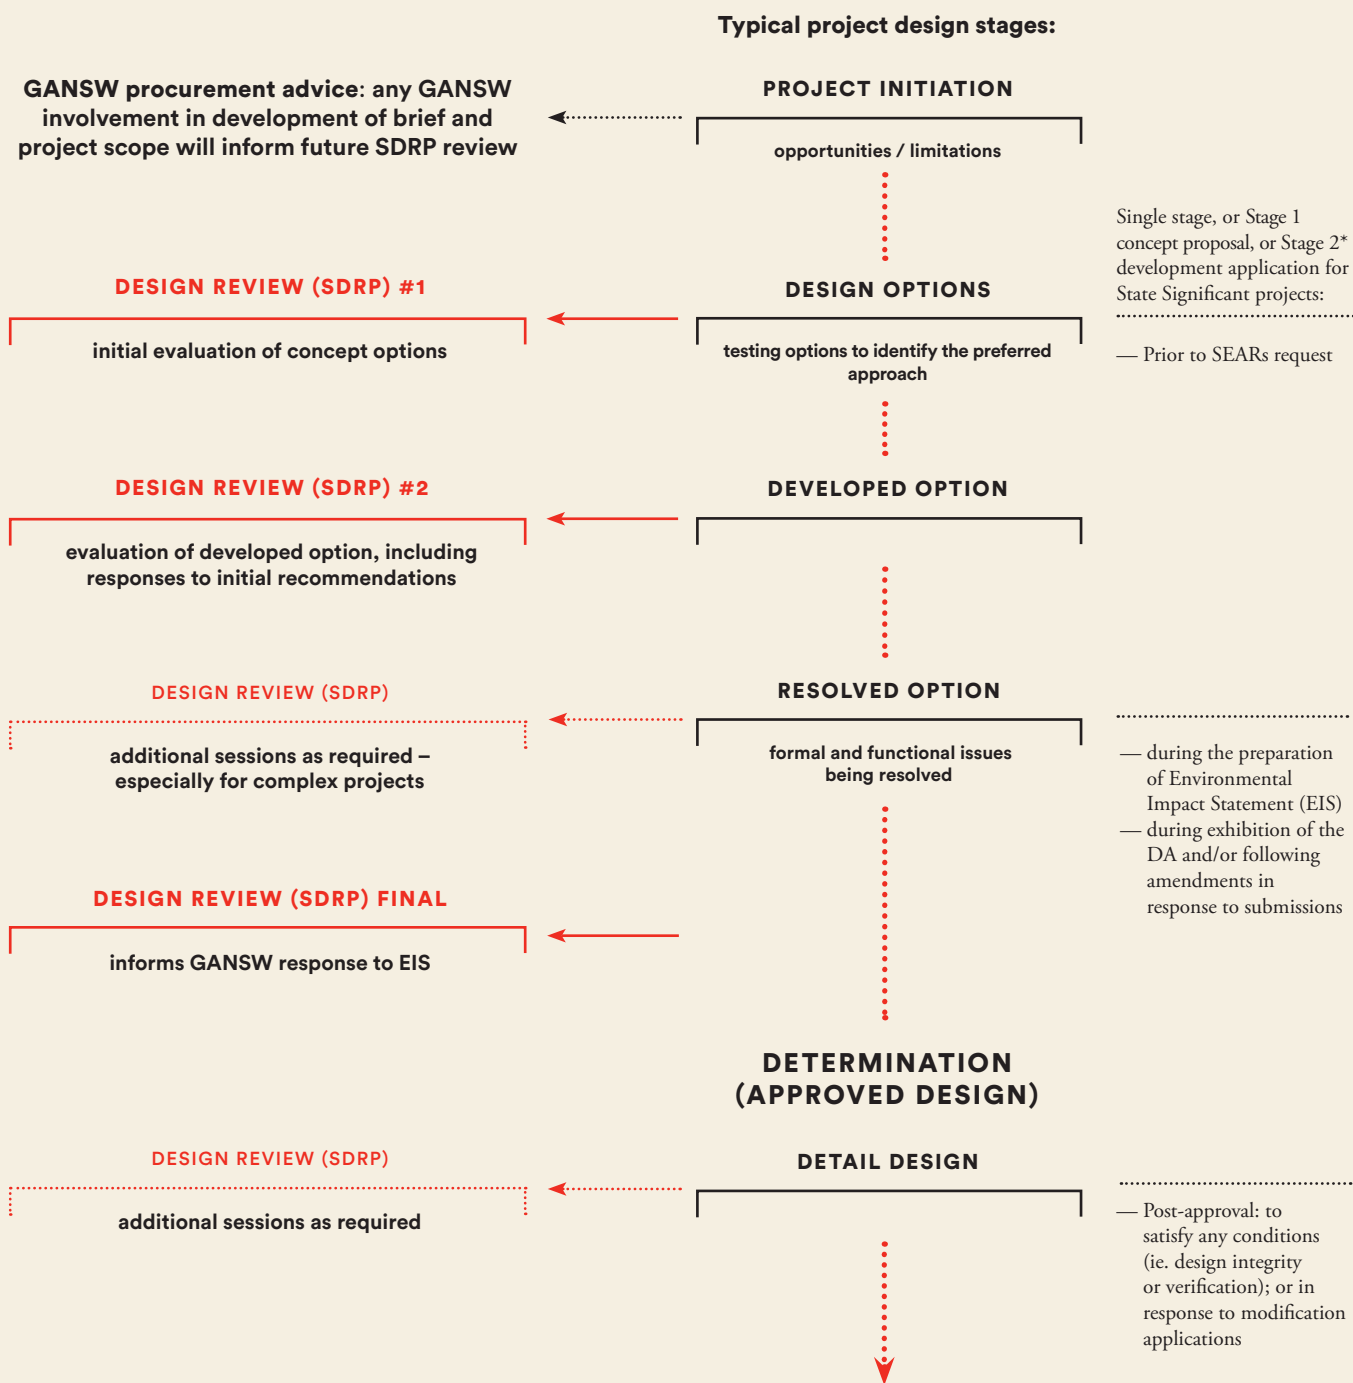 Typical project design stages:
GANSW procurement advice: any GANSW
involvement in development of brief and
project scope will inform future SDRP review
PROJECT INITIATION
opportunities / limitations
Single stage, or Stage 1
concept proposal, or Stage 2*
development application for
State Significant projects:
DESIGN REVIEW (SDRP) #1
initial evaluation of concept options
DESIGN OPTIONS
testing options to identify the preferred
approach
— Prior to SEARs request
DESIGN REVIEW (SDRP) #2
evaluation of developed option, including
responses to initial recommendations
DEVELOPED OPTION
DESIGN REVIEW (SDRP)
additional sessions as required –
especially for complex projects
RESOLVED OPTION
formal and functional issues
being resolved
— during the preparation
of Environmental
Impact Statement (EIS)
— during exhibition of the
DA and/or following
amendments in
response to submissions
DESIGN REVIEW (SDRP) FINAL
informs GANSW response to EIS
DETERMINATION
(APPROVED DESIGN)
DESIGN REVIEW (SDRP)
additional sessions as required
DETAIL DESIGN
— Post-approval: to
satisfy any conditions
(ie. design integrity
or verification); or in
response to modification
applications